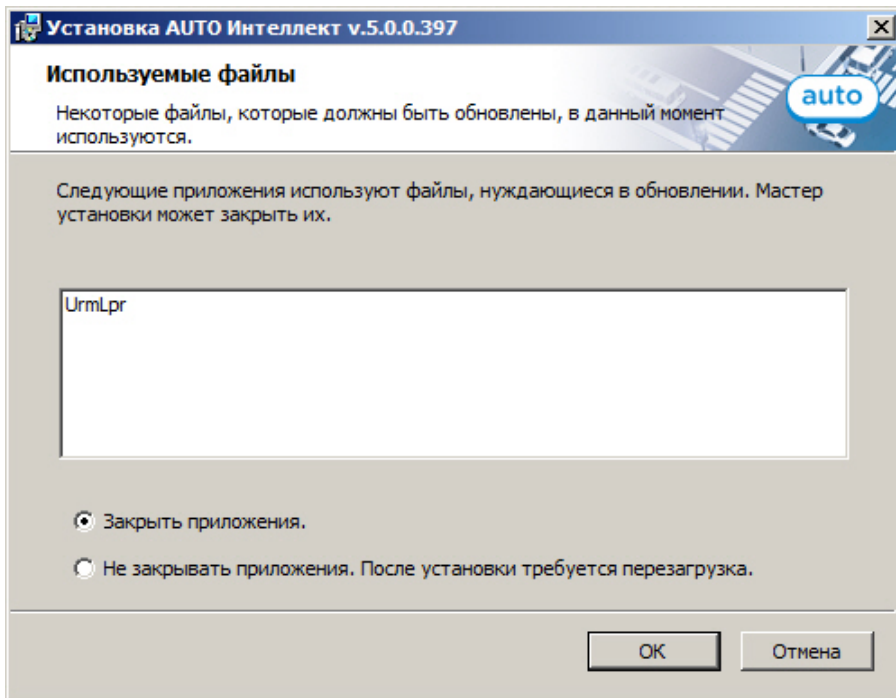 Установка AUTO Интеллект v.5.0.0.397
Используемые файлы
Некоторые файлы, которые должны быть обновлены, в данный момент
используются.
auto
Следующие приложения используют файлы, нуждающиеся в обновлении. Мастер
установки может закрыть их.
UrmLpr
Закрыть приложения.
Не закрывать приложения. После установки требуется перезагрузка.
ОК
Отмена